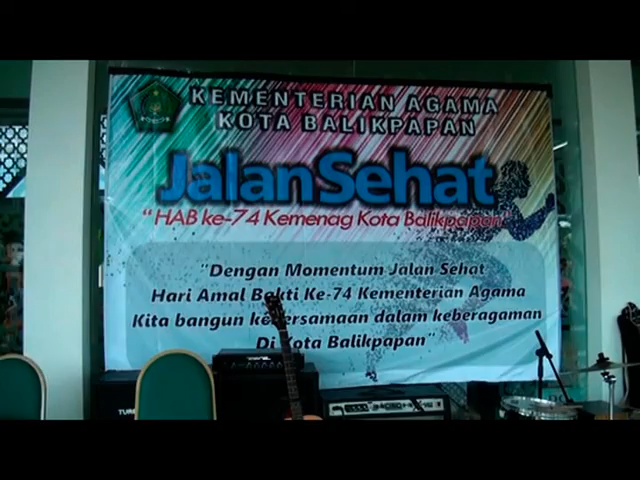 KEMENTERIAN AGAMA
KOTA BALIKPAPAN
JalanSehat
"HAB ke-74 Kemenag Kota Balikpapan"
"Dengan Momentum Jalan Sehat
Hari Amal Bakti Ke-74 Kementerian Agama
Kita bangun kebersamaan dalam keberagaman
Di Kota Balikpapan"